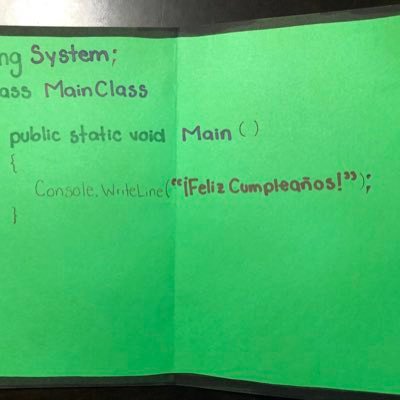 ng System;
ass MainClass
public static void Main()
{
Console.WriteLine("¡Feliz Cumpleaños!");
}